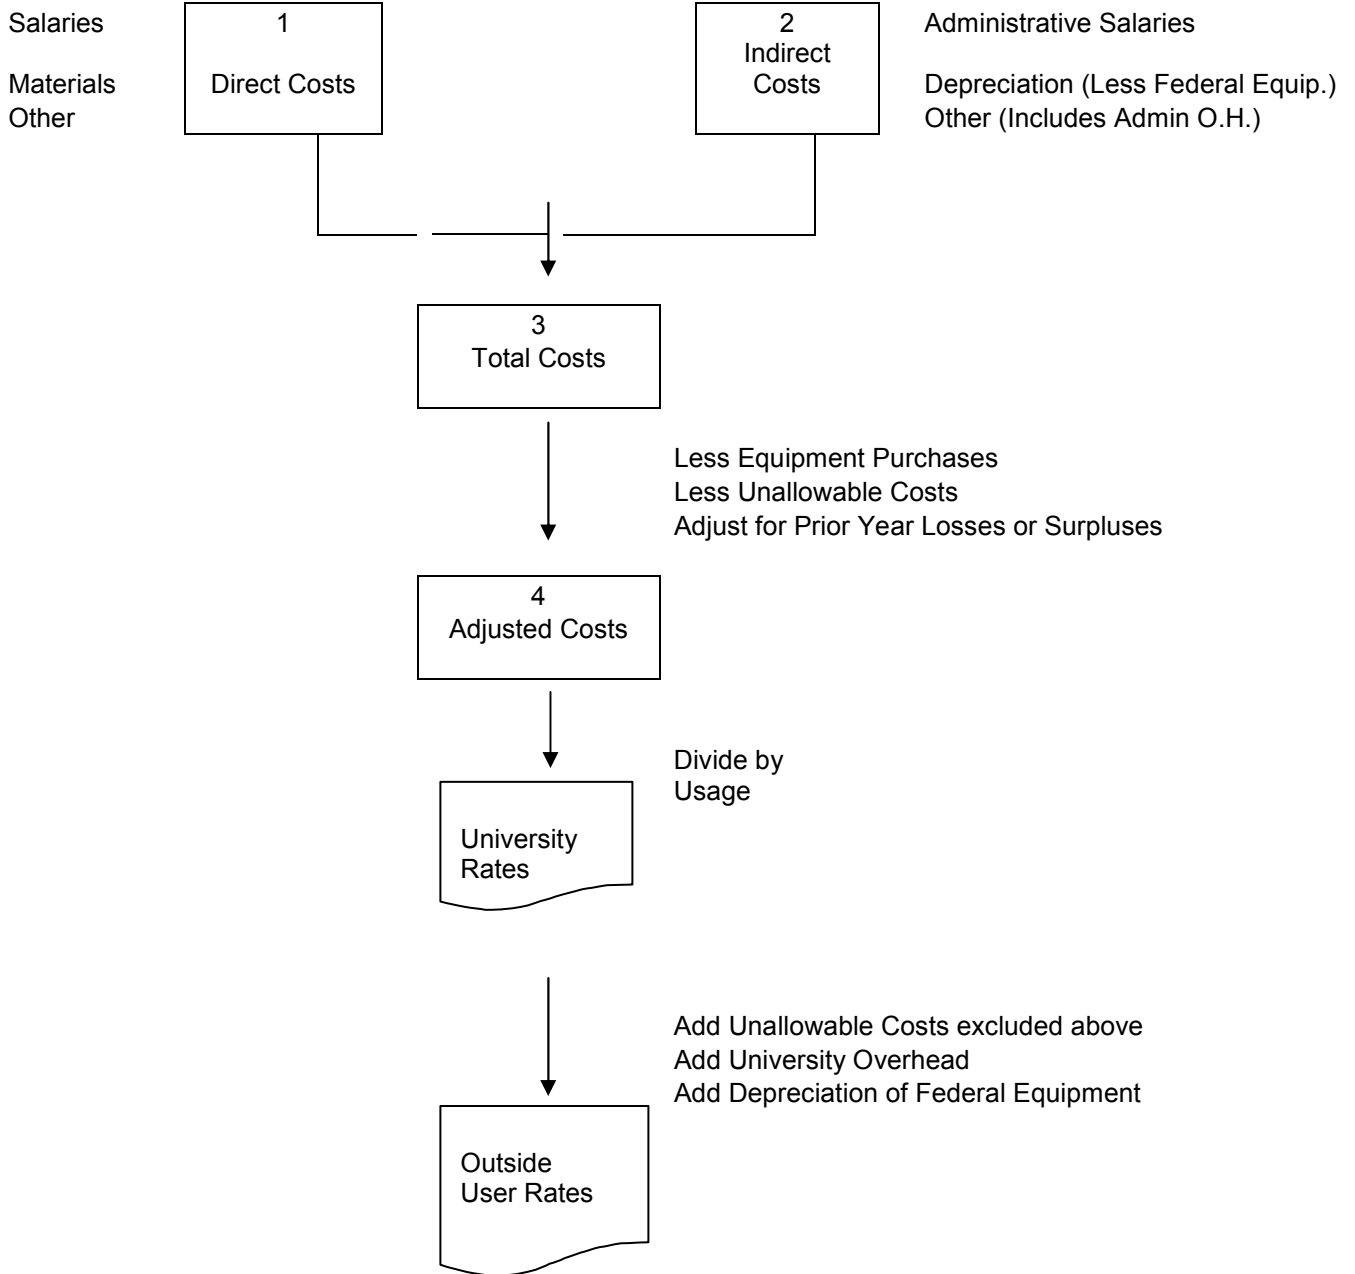 Salaries
Materials
Other
1
Direct Costs
2
Indirect
Costs
Administrative Salaries
Depreciation (Less Federal Equip.)
Other (Includes Admin O.H.)
3
Total Costs
Less Equipment Purchases
Less Unallowable Costs
Adjust for Prior Year Losses or Surpluses
4
Adjusted Costs
Divide by
Usage
University
Rates
Add Unallowable Costs excluded above
Add University Overhead
Add Depreciation of Federal Equipment
Outside
User Rates